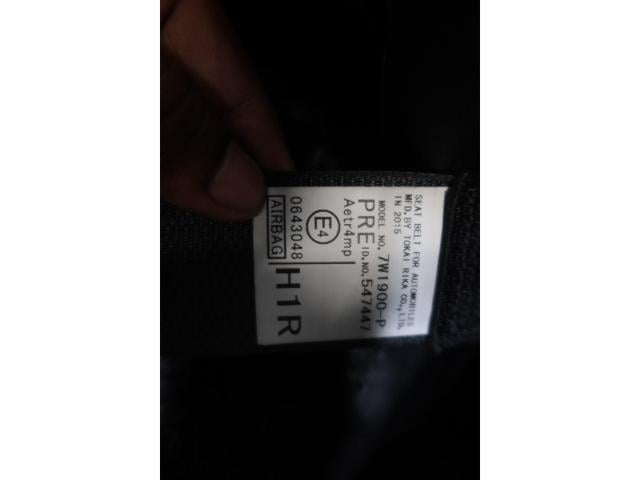 SEAT BELT FOR AUTOMOBILES
MFD. BY TOKAI RIKA CO., LTD.
IN 2015
MODEL NO. 7W1900-P
PRE ID.NO. 547447
Aetr4mp
E4
0643048
AIRBAG
H1R